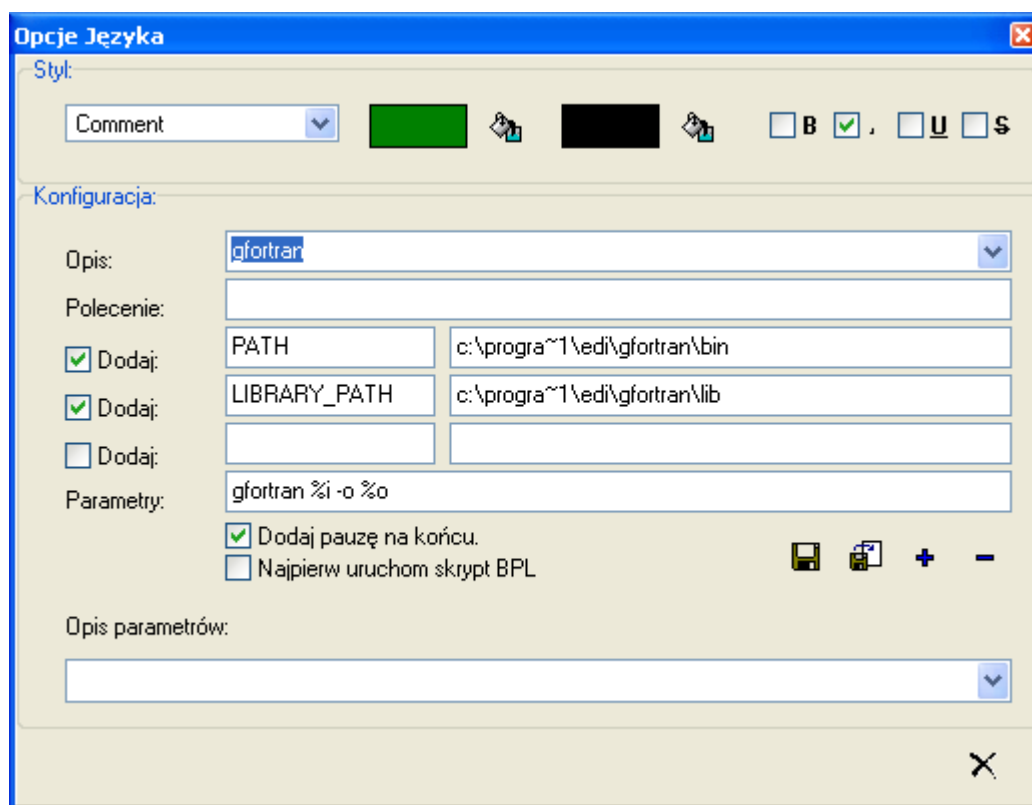 Opcje Języka
Styl:
Comment
B , U S
Konfiguracja:
Opis: gfortran
Polecenie:
Dodaj: PATH c:\progra~1\edi\gfortran\bin
Dodaj: LIBRARY_PATH c:\progra~1\edi\gfortran\lib
Dodaj:
Parametry: gfortran %i -o %o
Dodaj pauzę na końcu.
Najpierw uruchom skrypt BPL
Opis parametrów: